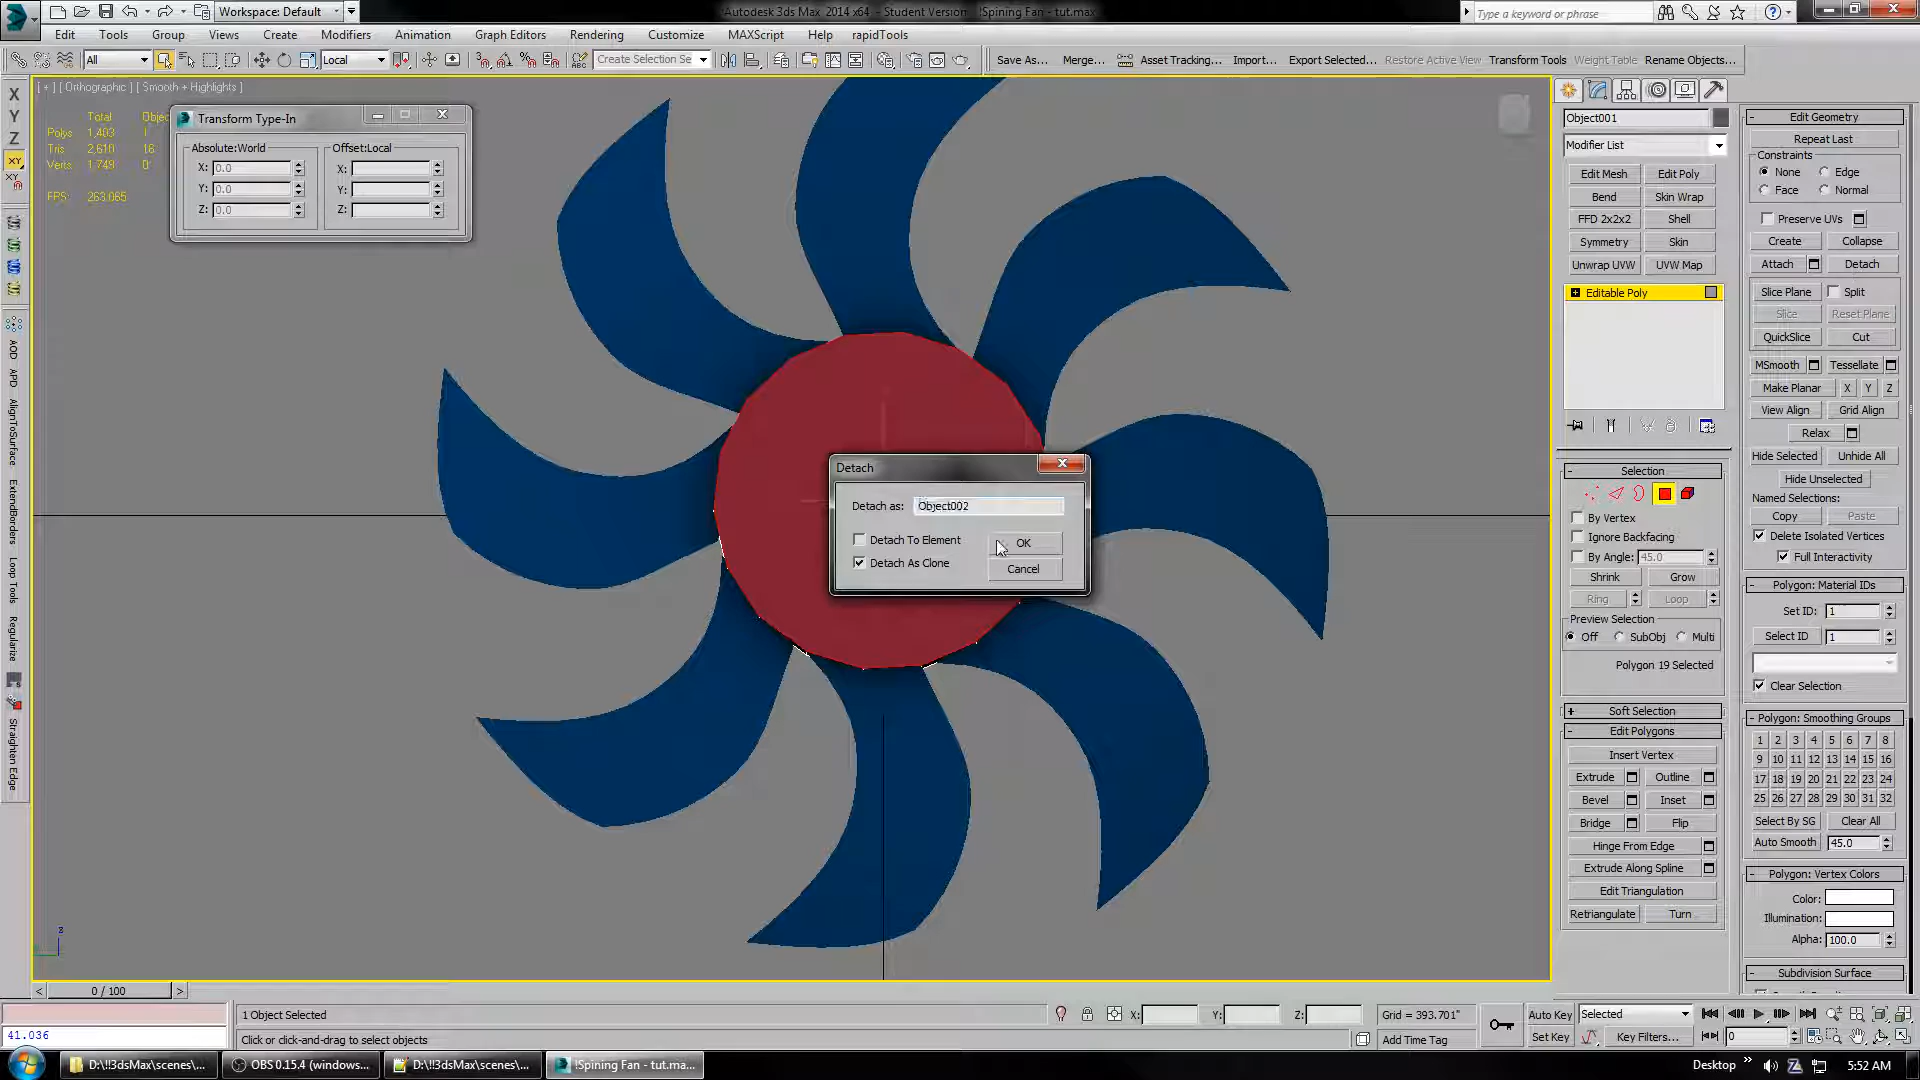 Workspace: Default
Autodesk 3ds Max 2014 x64 - Student Version !Spining Fan - tut.max
Type a keyword or phrase
Edit Tools Group Views Create Modifiers Animation Graph Editors Rendering Customize MAXScript Help rapidTools
All Local Create Selection Se Save As... Merge... Asset Tracking... Import... Export Selected... Restore Active View Transform Tools Weight Table Rename Objects...
[ + ] [ Orthographic ] [ Smooth + Highlights ]
Total Objec
Polys 1,403 1
Tris 2,610 16
Verts 1,749 0
FPS: 263.065
X
Y
Z
XY
XY
AOD
APD
AlignToSurface
ExtendBorders
Loop Tools
Regularize
Straighten Edge
Transform Type-In
Absolute:World Offset:Local
X: 0.0 X:
Y: 0.0 Y:
Z: 0.0 Z:
Detach
Detach as: Object002
Detach To Element
OK
Detach As Clone
Cancel
z
Object001
Modifier List
Edit Mesh Edit Poly
Bend Skin Wrap
FFD 2x2x2 Shell
Symmetry Skin
Unwrap UVW UVW Map
Editable Poly
Selection
By Vertex
Ignore Backfacing
By Angle: 45.0
Shrink Grow
Ring Loop
Preview Selection
Off SubObj Multi
Polygon 19 Selected
Soft Selection
Edit Polygons
Insert Vertex
Extrude Outline
Bevel Inset
Bridge Flip
Hinge From Edge
Extrude Along Spline
Edit Triangulation
Retriangulate Turn
Edit Geometry
Repeat Last
Constraints
None Edge
Face Normal
Preserve UVs
Create Collapse
Attach Detach
Slice Plane Split
Slice Reset Plane
QuickSlice Cut
MSmooth Tessellate
Make Planar X Y Z
View Align Grid Align
Relax
Hide Selected Unhide All
Hide Unselected
Named Selections:
Copy Paste
Delete Isolated Vertices
Full Interactivity
Polygon: Material IDs
Set ID: 1
Select ID 1
Clear Selection
Polygon: Smoothing Groups
1 2 3 4 5 6 7 8
9 10 11 12 13 14 15 16
17 18 19 20 21 22 23 24
25 26 27 28 29 30 31 32
Select By SG Clear All
Auto Smooth 45.0
Polygon: Vertex Colors
Color:
Illumination:
Alpha: 100.0
Subdivision Surface
< 0 / 100 >
1 Object Selected X: Y: Z: Grid = 393.701" Auto Key Selected
41.036 Click or click-and-drag to select objects Add Time Tag Set Key Key Filters... 0
D:\!!3dsMax\scenes\... OBS 0.15.4 (windows... D:\!!3dsMax\scenes\... !Spining Fan - tut.ma... Desktop 5:52 AM